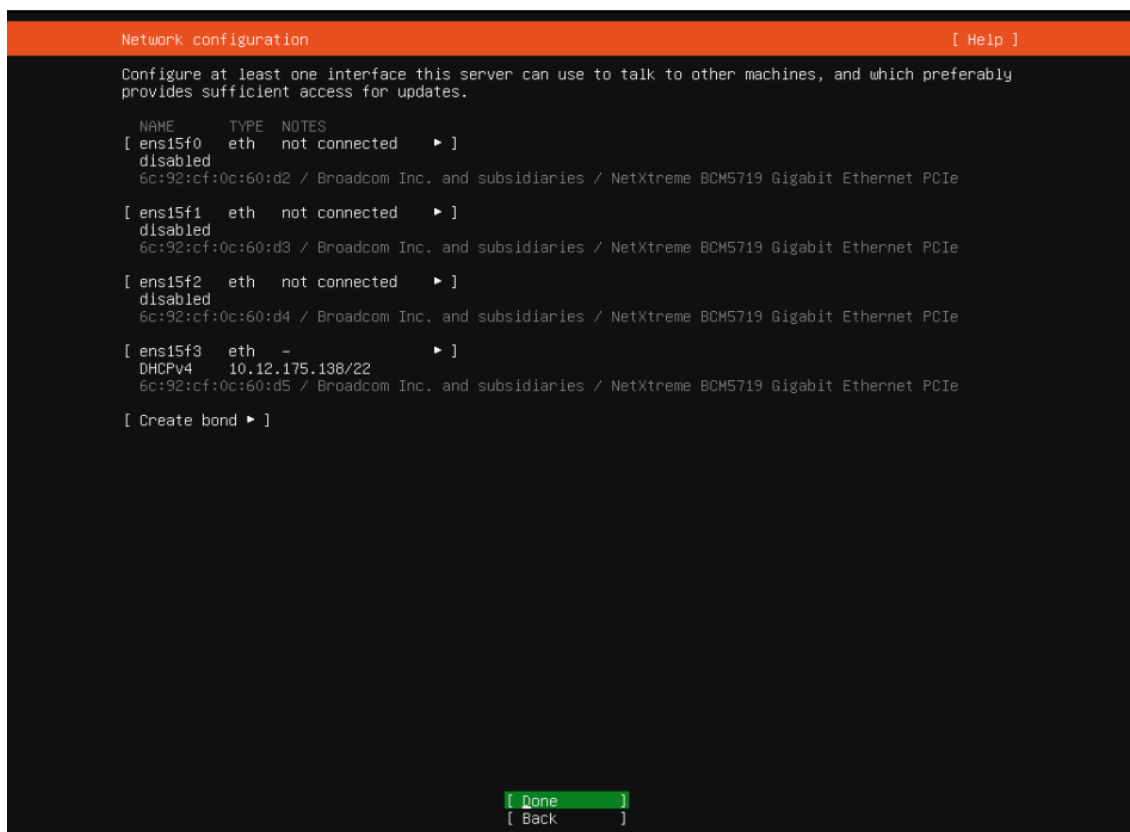 Network configuration [ Help ]
Configure at least one interface this server can use to talk to other machines, and which preferably
provides sufficient access for updates.
NAME TYPE NOTES
[ ens15f0 eth not connected ▸ ]
disabled
6c:92:cf:0c:60:d2 / Broadcom Inc. and subsidiaries / NetXtreme BCM5719 Gigabit Ethernet PCIe
[ ens15f1 eth not connected ▸ ]
disabled
6c:92:cf:0c:60:d3 / Broadcom Inc. and subsidiaries / NetXtreme BCM5719 Gigabit Ethernet PCIe
[ ens15f2 eth not connected ▸ ]
disabled
6c:92:cf:0c:60:d4 / Broadcom Inc. and subsidiaries / NetXtreme BCM5719 Gigabit Ethernet PCIe
[ ens15f3 eth - ▸ ]
DHCPv4 10.12.175.138/22
6c:92:cf:0c:60:d5 / Broadcom Inc. and subsidiaries / NetXtreme BCM5719 Gigabit Ethernet PCIe
[ Create bond ▸ ]
[ Done ]
[ Back ]